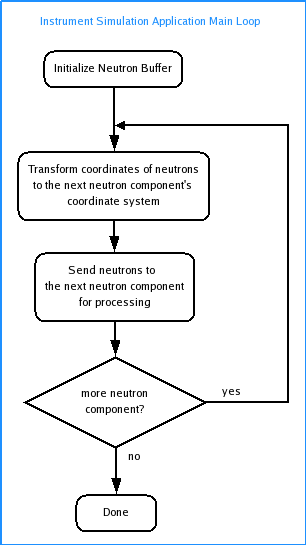 Instrument Simulation Application Main Loop
Initialize Neutron Buffer
Transform coordinates of neutrons
to the next neutron component's
coordinate system
Send neutrons to
the next neutron component
for processing
more neutron
component?
yes
no
Done